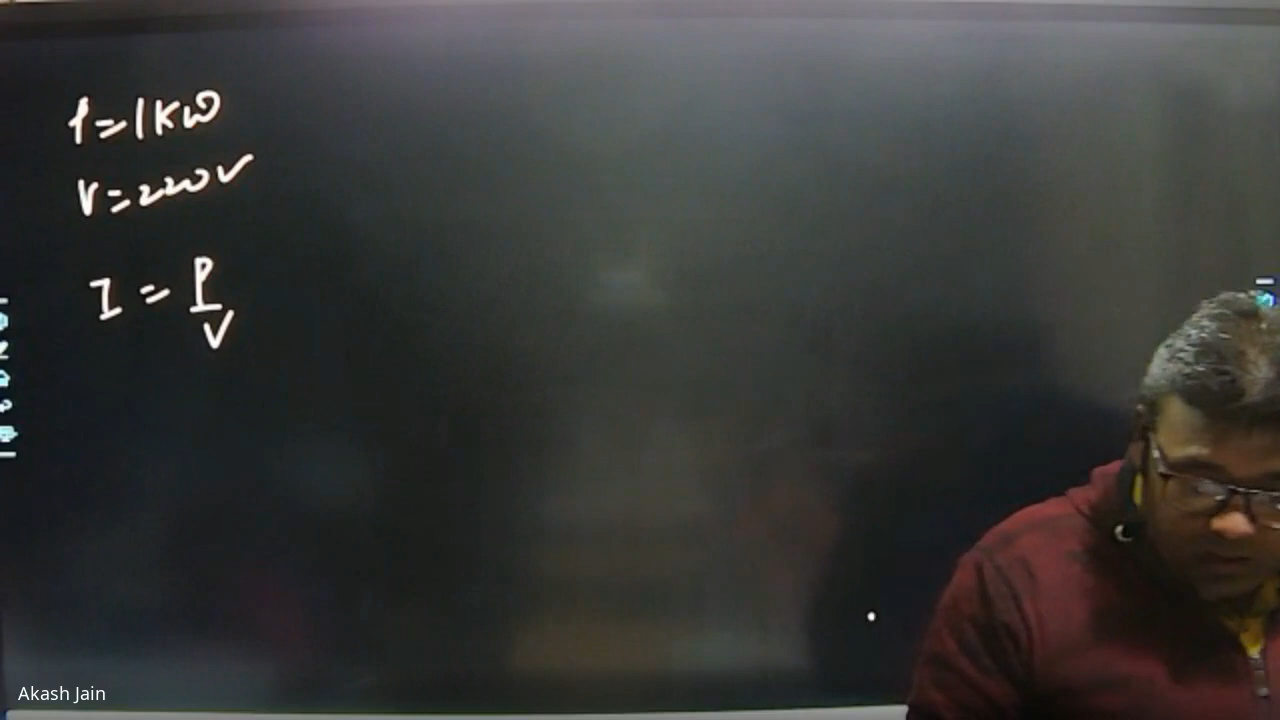 P = 1 KW
V = 220 V
I = P/V
Akash Jain